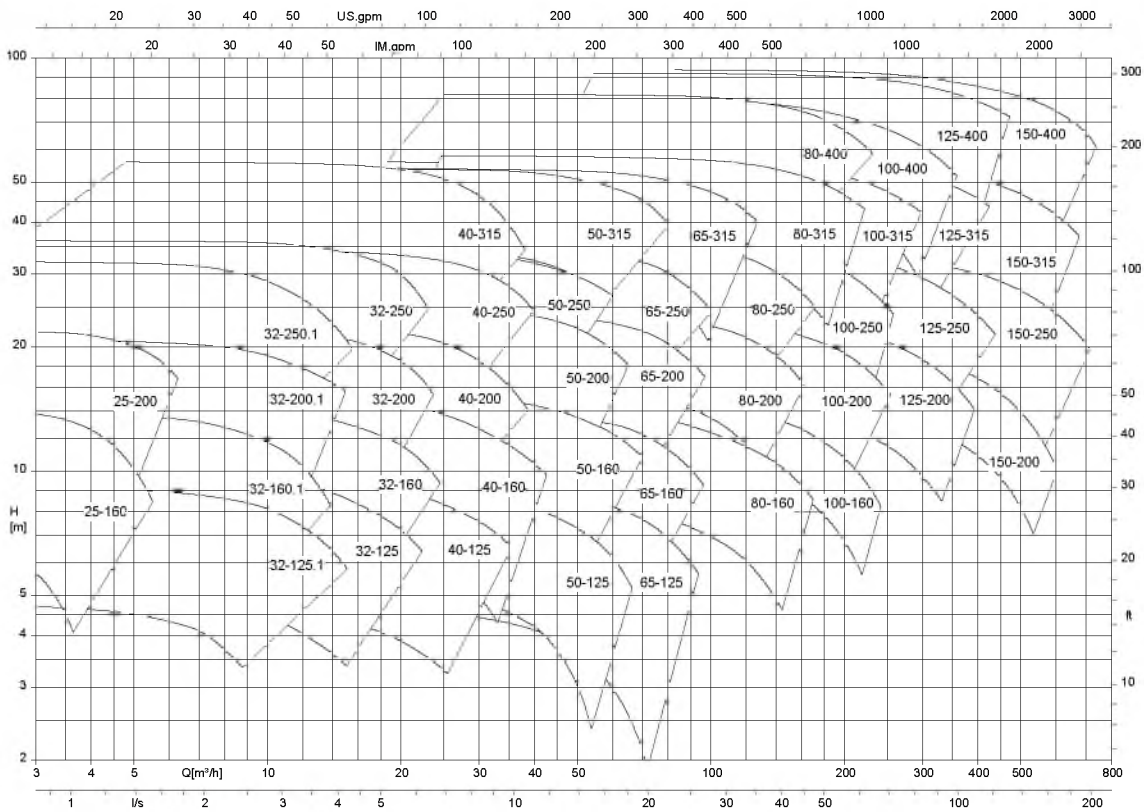 20 30 40 50 US.gpm 100 200 300 400 500 1000 2000 3000
20 30 40 50 IM.gpm 100 200 300 400 500 1000 2000
100 300
125-400 150-400
80-400 200
100-400
50
40
40-315 50-315 65-315 80-315 100-315 125-315
150-315
30 100
32-250 40-250 50-250 65-250 80-250
32-250.1 100-250 125-250 150-250
20
50-200 65-200
25-200 32-200.1 32-200 40-200 80-200 100-200 125-200 50
40
10 50-160 150-200
32-160.1 32-160 40-160 65-160 30
H
[m]
25-160 80-160 100-160
32-125.1 32-125 40-125 20
50-125 65-125
5
ft
4
3 10
2
3 4 5 Q[m³/h] 10 20 30 40 50 100 200 300 400 500 800
1 l/s 2 3 4 5 10 20 30 40 50 100 200